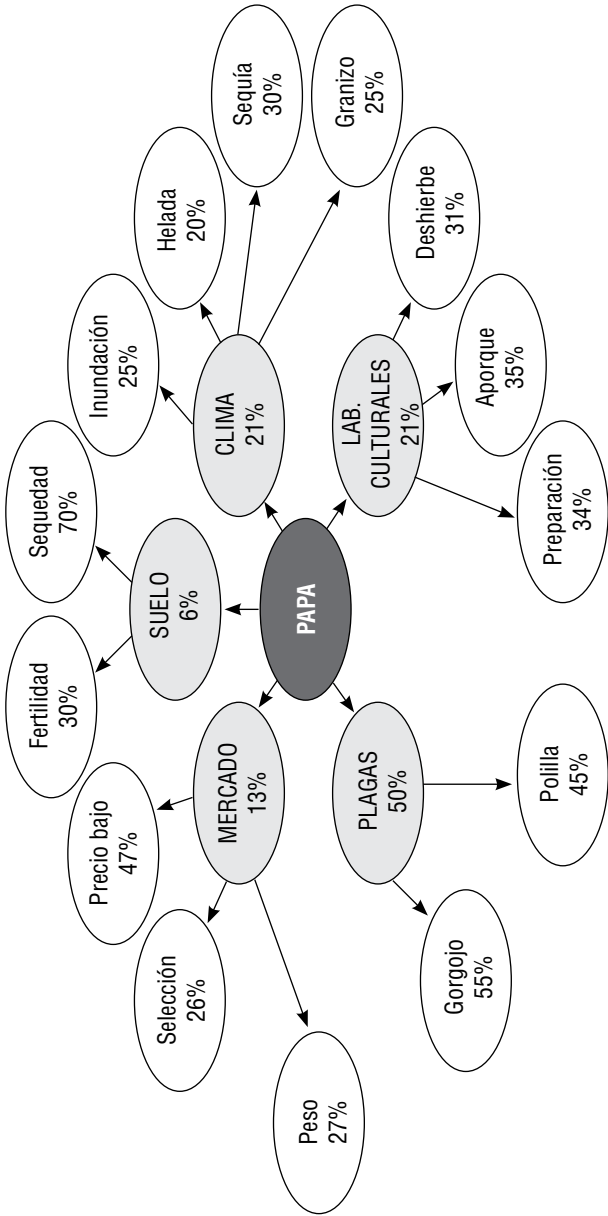 PAPA
SUELO
6%
Fertilidad
30%
Sequedad
70%
CLIMA
21%
Inundación
25%
Helada
20%
Sequía
30%
Granizo
25%
LAB.
CULTURALES
21%
Deshierbe
31%
Aporque
35%
Preparación
34%
PLAGAS
50%
Polilla
45%
Gorgojo
55%
MERCADO
13%
Peso
27%
Selección
26%
Precio bajo
47%